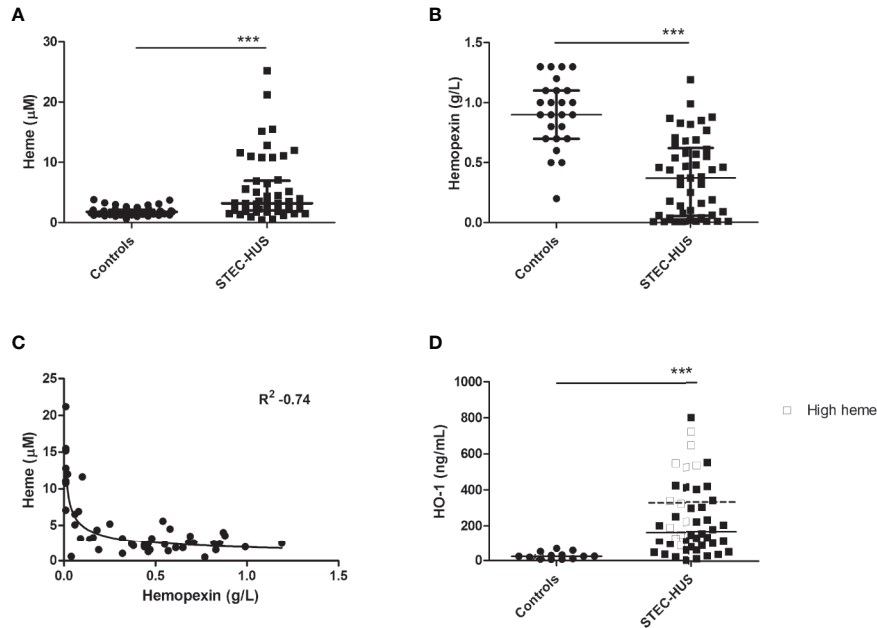 A
***
30
20
10
0
Heme (µM)
Controls
STEC-HUS
B
***
1.5
1.0
0.5
0.0
Hemopexin (g/L)
Controls
STEC-HUS
C
R² -0.74
25
20
15
10
5
0
Heme (µM)
0.0 0.5 1.0 1.5
Hemopexin (g/L)
D
***
1000
800
600
400
200
0
HO-1 (ng/mL)
Controls
STEC-HUS
High heme